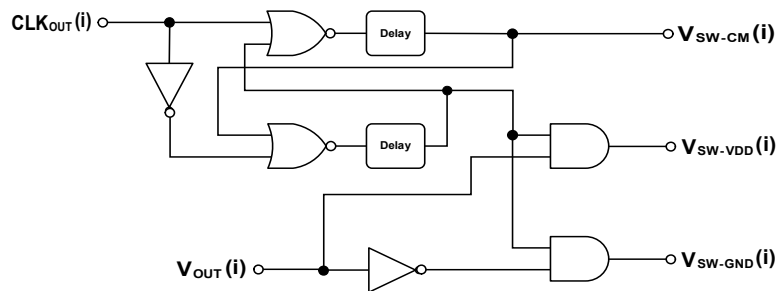 CLKOUT(i)
Delay
VSW-CM(i)
Delay
VSW-VDD(i)
VOUT(i)
VSW-GND(i)